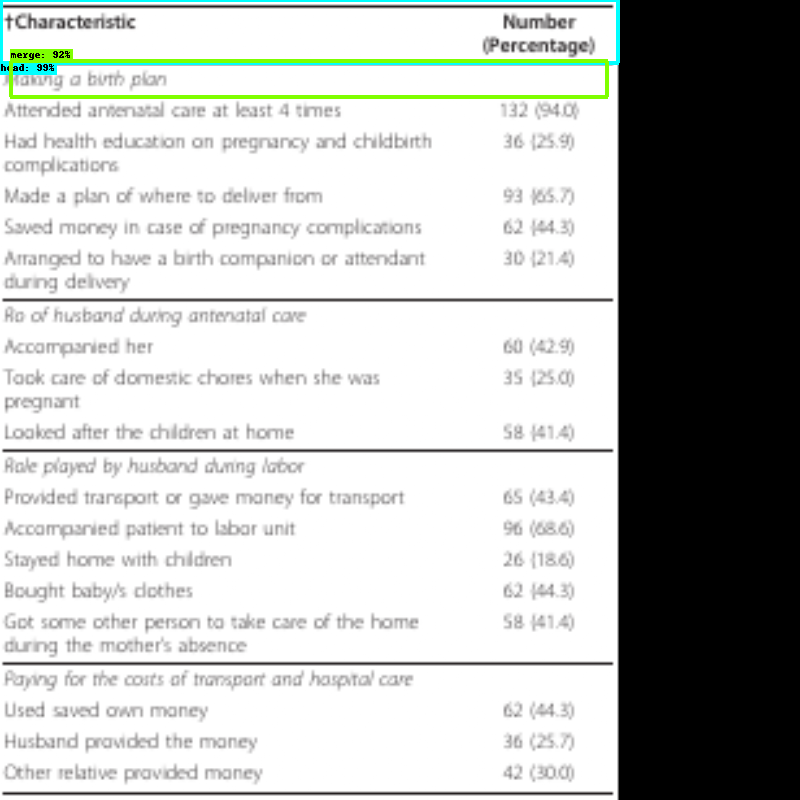 †Characteristic Number
(Percentage)
merge: 92%
head: 99%
Making a birth plan
Attended antenatal care at least 4 times 132 (94.0)
Had health education on pregnancy and childbirth 36 (25.9)
complications
Made a plan of where to deliver from 93 (65.7)
Saved money in case of pregnancy complications 62 (44.3)
Arranged to have a birth companion or attendant 30 (21.4)
during delivery
Ro of husband during antenatal care
Accompanied her 60 (42.9)
Took care of domestic chores when she was 35 (25.0)
pregnant
Looked after the children at home 58 (41.4)
Role played by husband during labor
Provided transport or gave money for transport 65 (43.4)
Accompanied patient to labor unit 96 (68.6)
Stayed home with children 26 (18.6)
Bought baby/s clothes 62 (44.3)
Got some other person to take care of the home 58 (41.4)
during the mother's absence
Paying for the costs of transport and hospital care
Used saved own money 62 (44.3)
Husband provided the money 36 (25.7)
Other relative provided money 42 (30.0)